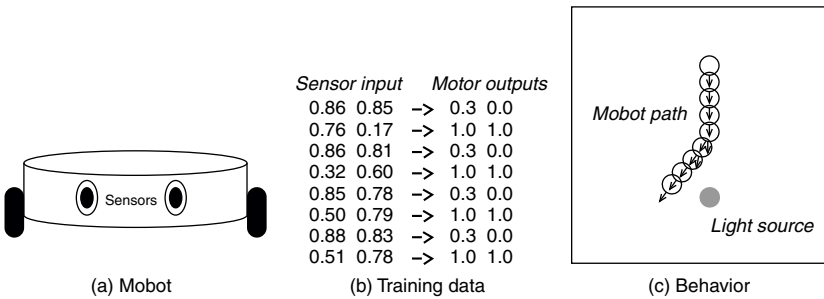 Sensors
(a) Mobot
Sensor input Motor outputs
0.86 0.85 –> 0.3 0.0
0.76 0.17 –> 1.0 1.0
0.86 0.81 –> 0.3 0.0
0.32 0.60 –> 1.0 1.0
0.85 0.78 –> 0.3 0.0
0.50 0.79 –> 1.0 1.0
0.88 0.83 –> 0.3 0.0
0.51 0.78 –> 1.0 1.0
(b) Training data
Mobot path
Light source
(c) Behavior